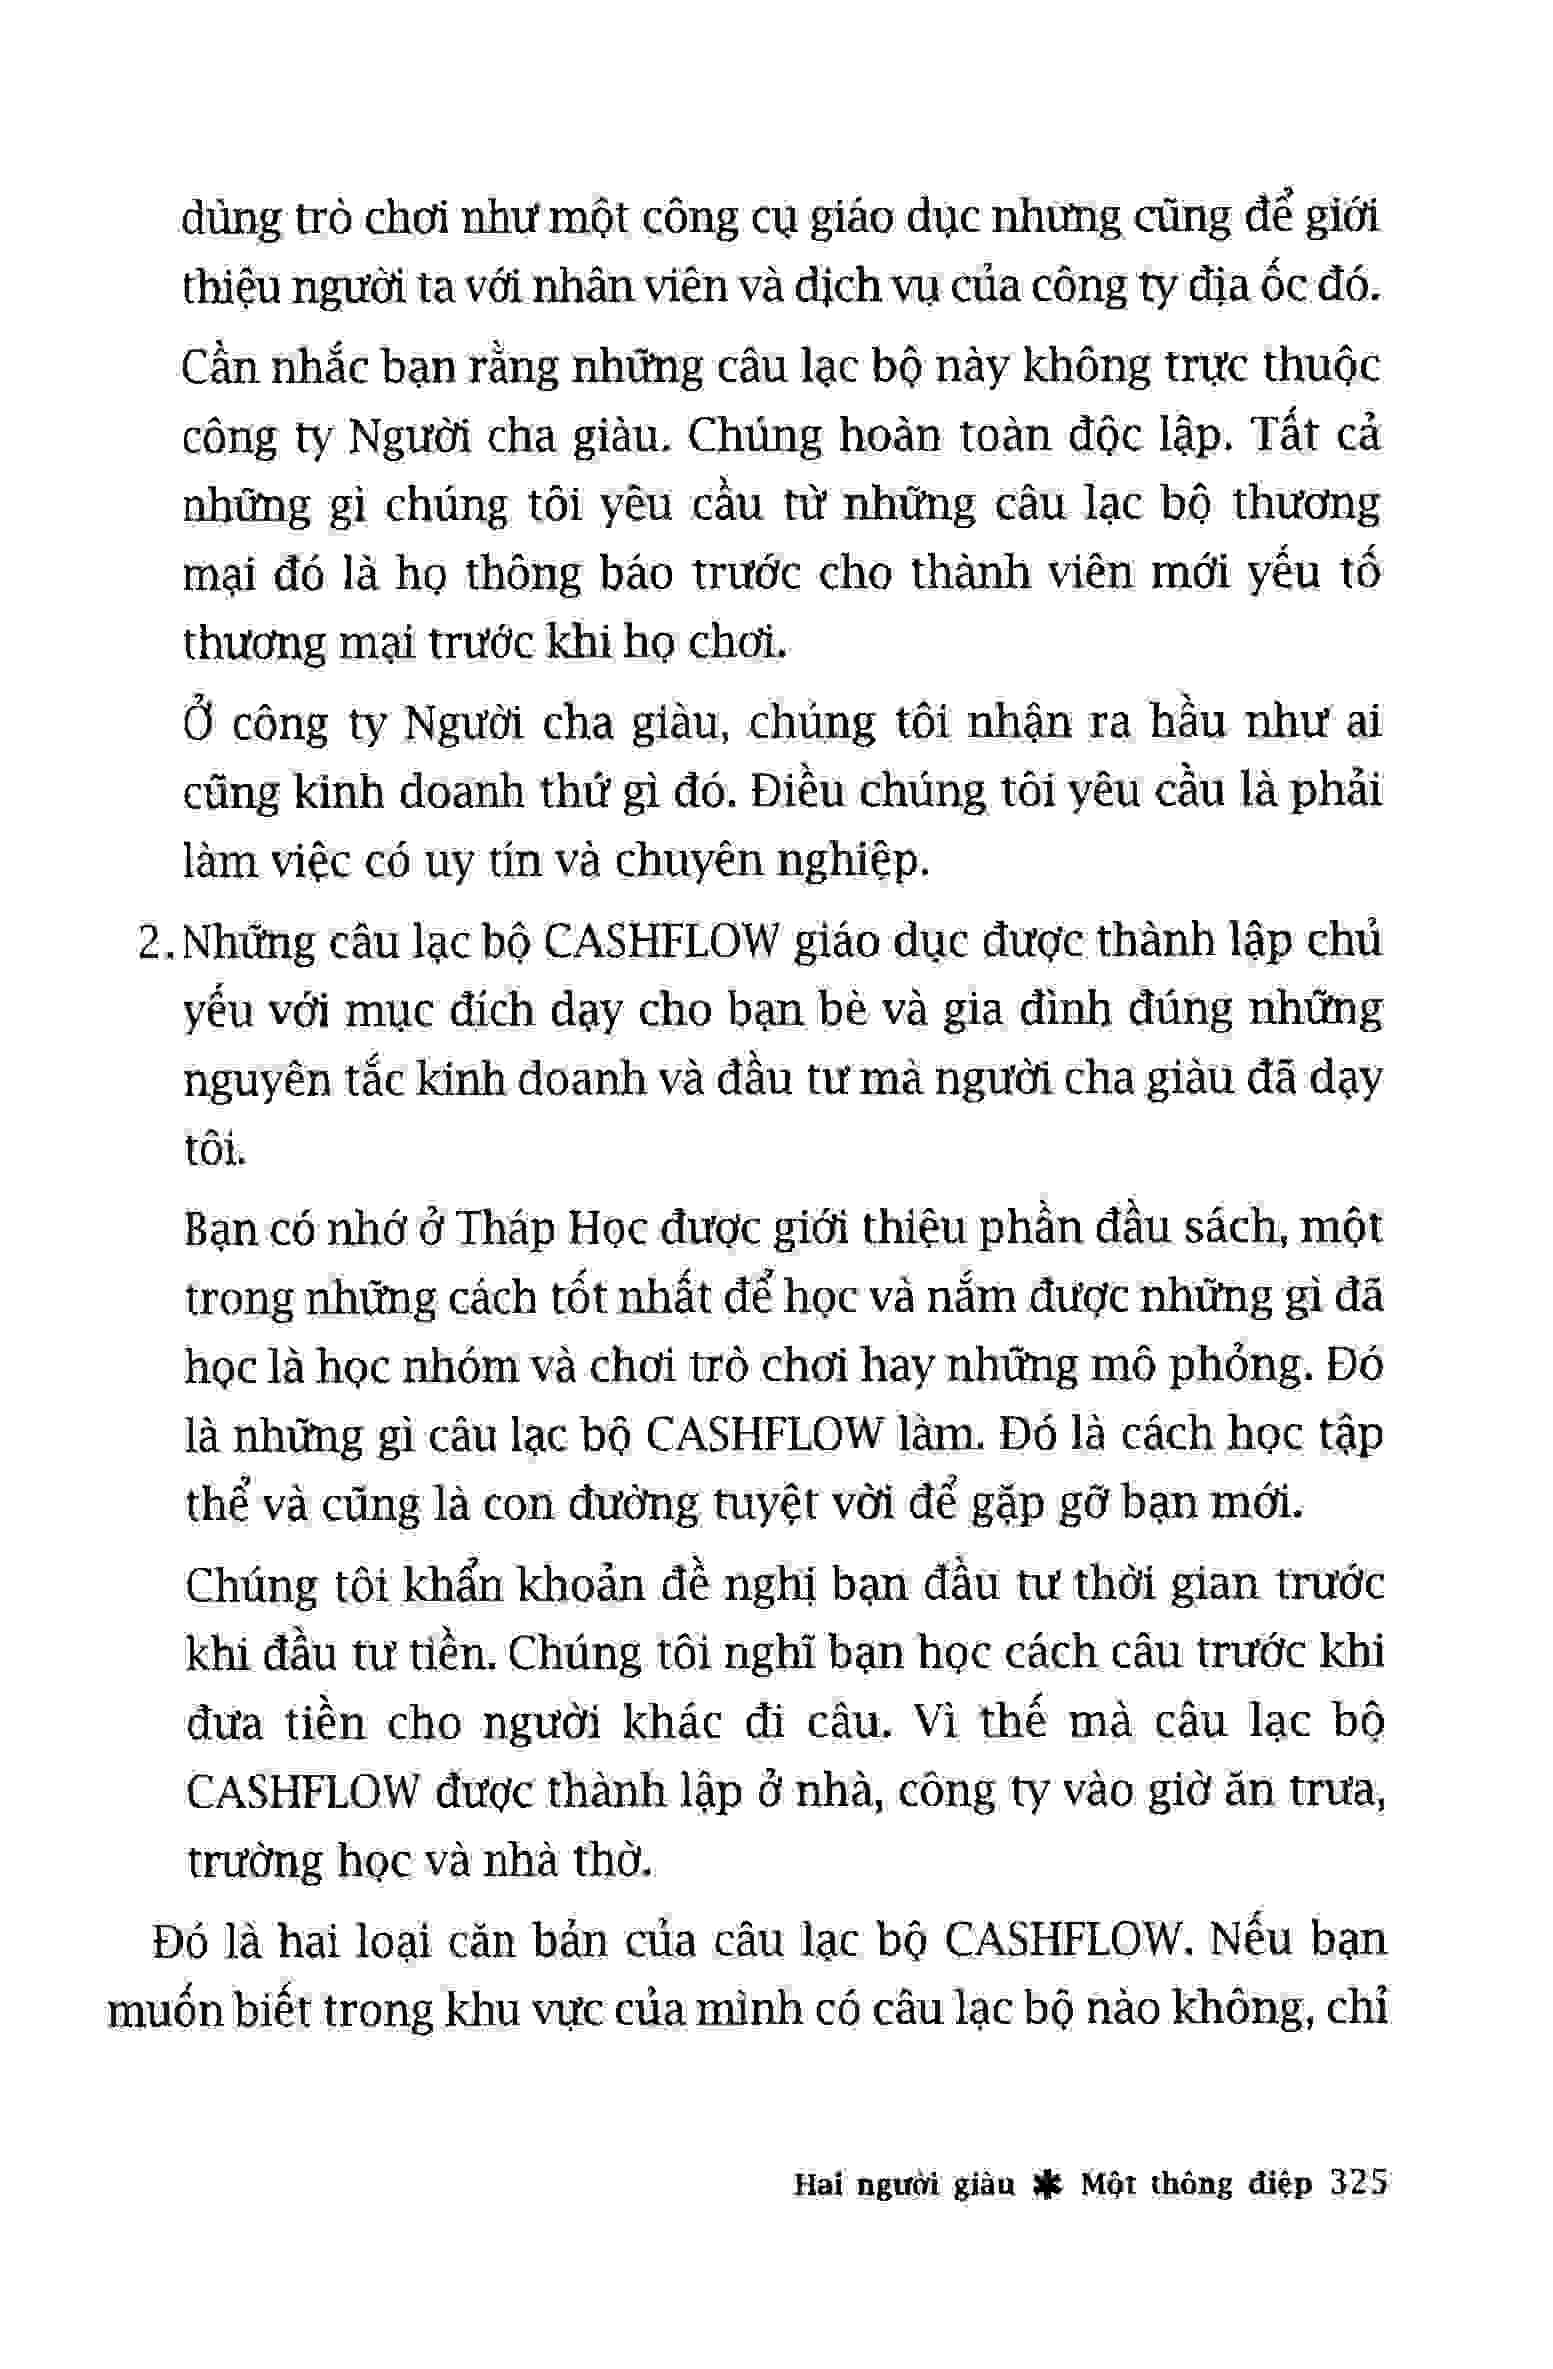 dùng trò chơi như một công cụ giáo dục nhưng cũng để giới
thiệu người ta với nhân viên và dịch vụ của công ty địa ốc đó.
Cần nhắc bạn rằng những câu lạc bộ này không trực thuộc
công ty Người cha giàu. Chúng hoàn toàn độc lập. Tất cả
những gì chúng tôi yêu cầu từ những câu lạc bộ thương
mại đó là họ thông báo trước cho thành viên mới yếu tố
thương mại trước khi họ chơi.
Ở công ty Người cha giàu, chúng tôi nhận ra hầu như ai
cũng kinh doanh thứ gì đó. Điều chúng tôi yêu cầu là phải
làm việc có uy tín và chuyên nghiệp.
2. Những câu lạc bộ CASHFLOW giáo dục được thành lập chủ
yếu với mục đích dạy cho bạn bè và gia đình đúng những
nguyên tắc kinh doanh và đầu tư mà người cha giàu đã dạy
tôi.
Bạn có nhớ ở Tháp Học được giới thiệu phần đầu sách, một
trong những cách tốt nhất để học và nắm được những gì đã
học là học nhóm và chơi trò chơi hay những mô phỏng. Đó
là những gì câu lạc bộ CASHFLOW làm. Đó là cách học tập
thể và cũng là con đường tuyệt vời để gặp gỡ bạn mới.
Chúng tôi khẩn khoản đề nghị bạn đầu tư thời gian trước
khi đầu tư tiền. Chúng tôi nghĩ bạn học cách câu trước khi
đưa tiền cho người khác đi câu. Vì thế mà câu lạc bộ
CASHFLOW được thành lập ở nhà, công ty vào giờ ăn trưa,
trường học và nhà thờ.
Đó là hai loại căn bản của câu lạc bộ CASHFLOW. Nếu bạn
muốn biết trong khu vực của mình có câu lạc bộ nào không, chỉ
Hai người giàu ✱ Một thông điệp 325